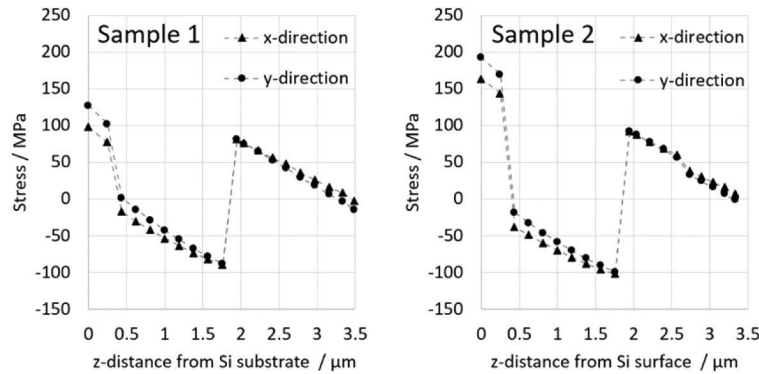 Sample 1
x-direction
y-direction
Stress / MPa
250
200
150
100
50
0
-50
-100
-150
0 0.5 1 1.5 2 2.5 3 3.5
z-distance from Si substrate / μm
Sample 2
x-direction
y-direction
Stress / MPa
250
200
150
100
50
0
-50
-100
-150
0 0.5 1 1.5 2 2.5 3 3.5
z-distance from Si surface / μm